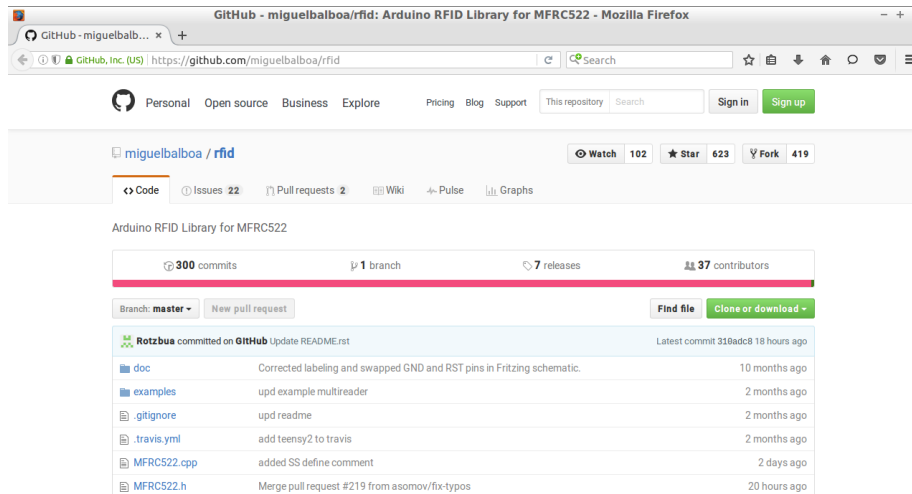 GitHub - miguelbalboa/rfid: Arduino RFID Library for MFRC522 - Mozilla Firefox
GitHub - miguelbalb... × +
GitHub, Inc. (US) https://github.com/miguelbalboa/rfid Search
Personal Open source Business Explore Pricing Blog Support This repository Search Sign in Sign up
miguelbalboa / rfid Watch 102 Star 623 Fork 419
Code Issues 22 Pull requests 2 Wiki Pulse Graphs
Arduino RFID Library for MFRC522
300 commits 1 branch 7 releases 37 contributors
Branch: master New pull request Find file Clone or download
Rotzbua committed on GitHub Update README.rst Latest commit 310adc8 18 hours ago
doc Corrected labeling and swapped GND and RST pins in Fritzing schematic. 10 months ago
examples upd example multireader 2 months ago
.gitignore upd readme 2 months ago
.travis.yml add teensy2 to travis 2 months ago
MFRC522.cpp added SS define comment 2 days ago
MFRC522.h Merge pull request #219 from asomov/fix-typos 20 hours ago